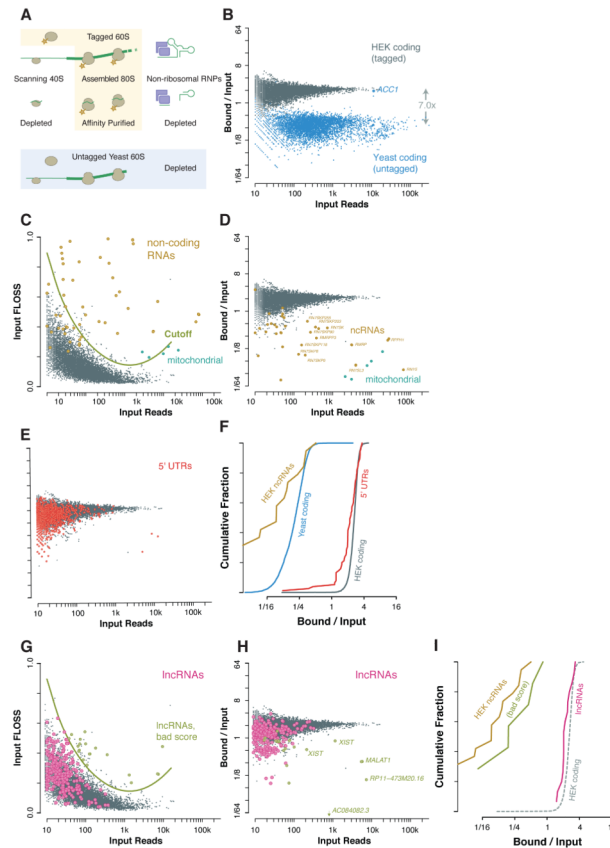 A
Tagged 60S
Scanning 40S
Assembled 80S
Non-ribosomal RNPs
Depleted
Affinity Purified
Depleted
Untagged Yeast 60S
Depleted
B
Bound / Input
64
8
1
1/8
1/64
HEK coding
(tagged)
ACC1
7.0x
Yeast coding
(untagged)
10
100
1k
10k
100k
Input Reads
C
Input FLOSS
1.0
0.0
non-coding
RNAs
Cutoff
mitochondrial
10
100
1k
10k
100k
Input Reads
D
Bound / Input
64
8
1
1/8
1/64
ncRNAs
RMRP
mitochondrial
10
100
1k
10k
100k
Input Reads
E
5' UTRs
10
100
1k
10k
100k
Input Reads
F
Cumulative Fraction
HEK ncRNAs
Yeast coding
5' UTRs
HEK coding
1/16
1/4
1
4
16
Bound / Input
G
Input FLOSS
1.0
0.0
lncRNAs
lncRNAs,
bad score
10
100
1k
10k
100k
Input Reads
H
Bound / Input
64
8
1
1/8
1/64
lncRNAs
XIST
XIST
MALAT1
RP11-473M20.16
AC084082.3
10
100
1k
10k
100k
Input Reads
I
Cumulative Fraction
HEK ncRNAs
(bad score)
lncRNAs
HEK coding
1/16
1/4
1
4
Bound / Input